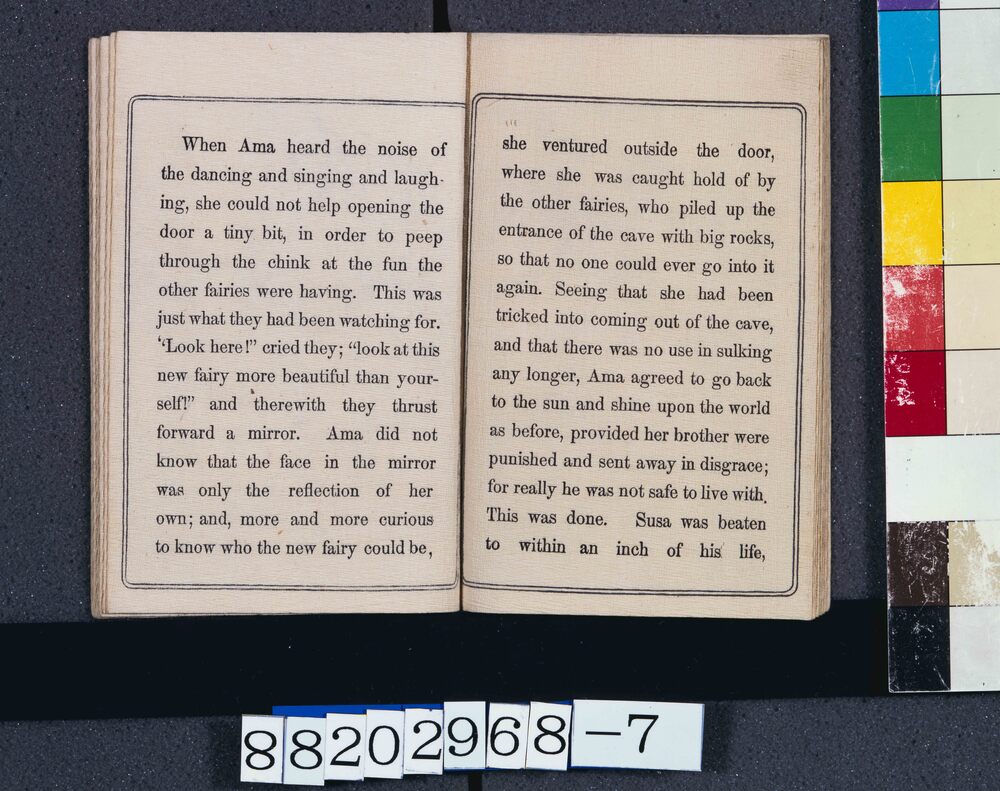 When Ama heard the noise of
the dancing and singing and laugh-
ing, she could not help opening the
door a tiny bit, in order to peep
through the chink at the fun the
other fairies were having. This was
just what they had been watching for.
“Look here!” cried they; “look at this
new fairy more beautiful than your-
self!” and therewith they thrust
forward a mirror. Ama did not
know that the face in the mirror
was only the reflection of her
own; and, more and more curious
to know who the new fairy could be,
she ventured outside the door,
where she was caught hold of by
the other fairies, who piled up the
entrance of the cave with big rocks,
so that no one could ever go into it
again. Seeing that she had been
tricked into coming out of the cave,
and that there was no use in sulking
any longer, Ama agreed to go back
to the sun and shine upon the world
as before, provided her brother were
punished and sent away in disgrace;
for really he was not safe to live with.
This was done. Susa was beaten
to within an inch of his life,
88202968-7